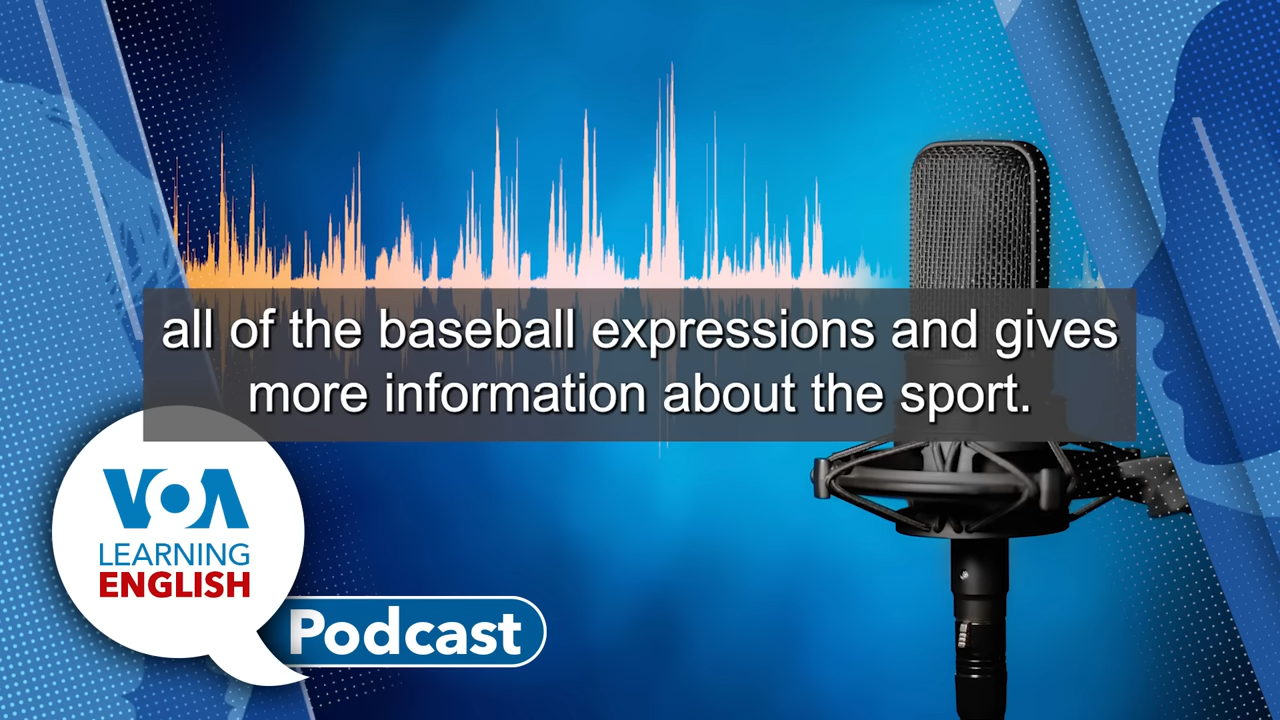 all of the baseball expressions and gives
more information about the sport.
VOA
LEARNING
ENGLISH
Podcast